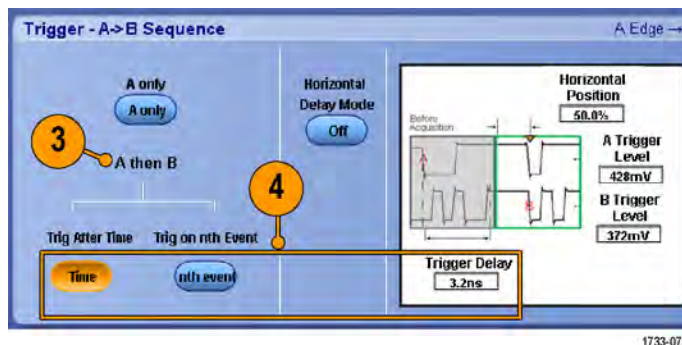 Trigger - A->B Sequence
A Edge →
A only
A only
Horizontal
Delay Mode
Off
3
A then B
4
Trig After Time
Trig on nth Event
Time
nth event
Before
Acquisition
A
B
Horizontal
Position
50.0%
A Trigger
Level
428mV
B Trigger
Level
372mV
Trigger Delay
3.2ns
1733-07